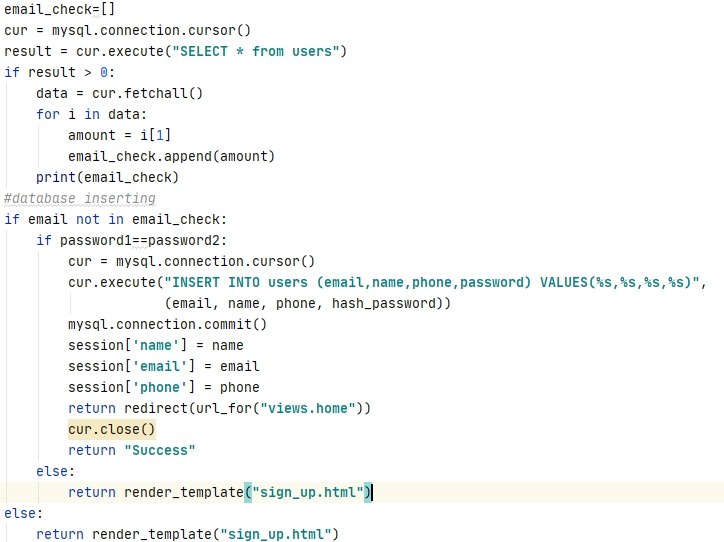 email_check=[]
cur = mysql.connection.cursor()
result = cur.execute("SELECT * from users")
if result > 0:
    data = cur.fetchall()
    for i in data:
        amount = i[1]
        email_check.append(amount)
    print(email_check)
#database inserting
if email not in email_check:
    if password1==password2:
        cur = mysql.connection.cursor()
        cur.execute("INSERT INTO users (email,name,phone,password) VALUES(%s,%s,%s,%s)",
                    (email, name, phone, hash_password))
        mysql.connection.commit()
        session['name'] = name
        session['email'] = email
        session['phone'] = phone
        return redirect(url_for("views.home"))
        cur.close()
        return "Success"
    else:
        return render_template("sign_up.html")
else:
    return render_template("sign_up.html")